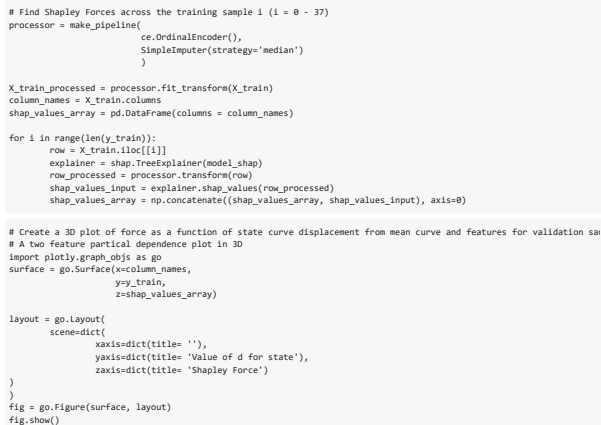 # Find Shapley Forces across the training sample i (i = 0 - 37)
processor = make_pipeline(
ce.OrdinalEncoder(),
SimpleImputer(strategy='median')
)
X_train_processed = processor.fit_transform(X_train)
column_names = X_train.columns
shap_values_array = pd.DataFrame(columns = column_names)
for i in range(len(y_train)):
row = X_train.iloc[[i]]
explainer = shap.TreeExplainer(model_shap)
row_processed = processor.transform(row)
shap_values_input = explainer.shap_values(row_processed)
shap_values_array = np.concatenate((shap_values_array, shap_values_input), axis=0)
# Create a 3D plot of force as a function of state curve displacement from mean curve and features for validation
# A two feature partical dependence plot in 3D
import plotly.graph_objs as go
surface = go.Surface(x=column_names,
y=y_train,
z=shap_values_array)
layout = go.Layout(
scene=dict(
xaxis=dict(title= ''),
yaxis=dict(title= 'Value of d for state'),
zaxis=dict(title= 'Shapley Force')
)
)
fig = go.Figure(surface, layout)
fig.show()